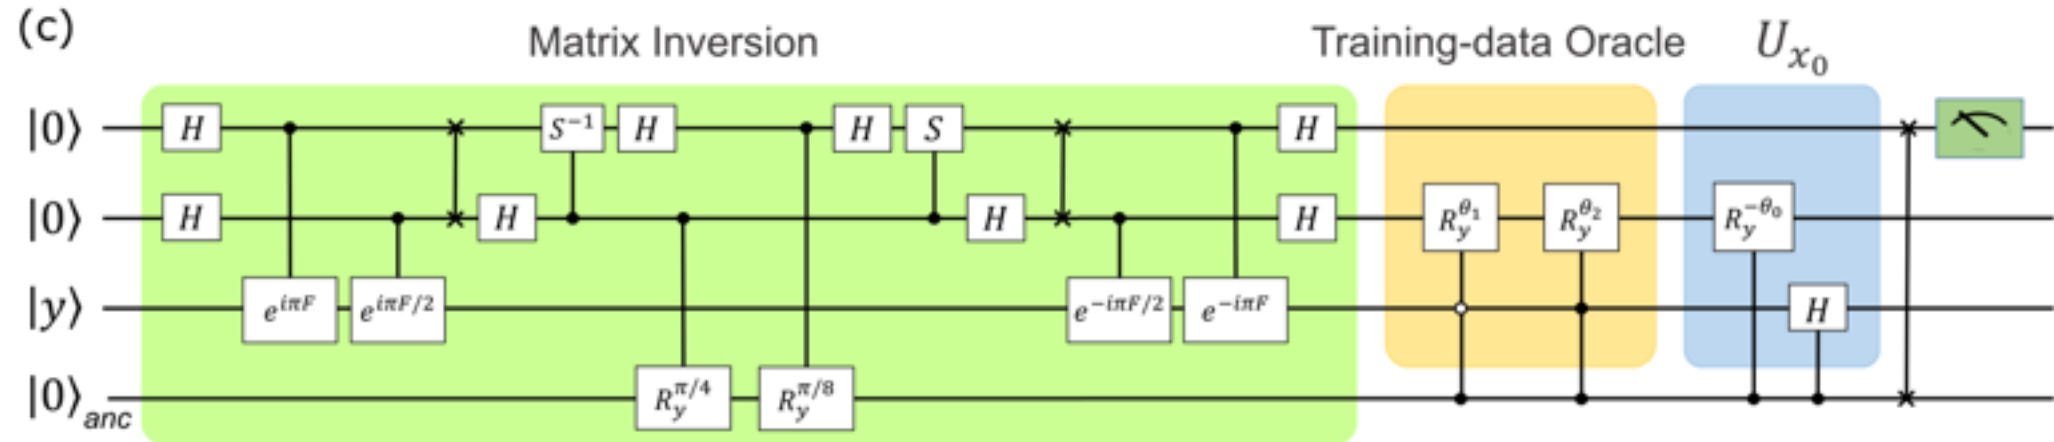 (c)
Matrix Inversion Training-data Oracle U_{x_0}
|0⟩ H S^{-1} H H S H
|0⟩ H H H H R_y^{θ_1} R_y^{θ_2} R_y^{-θ_0}
|y⟩ e^{iπF} e^{iπF/2} e^{-iπF/2} e^{-iπF} H
|0⟩_{anc} R_y^{π/4} R_y^{π/8}